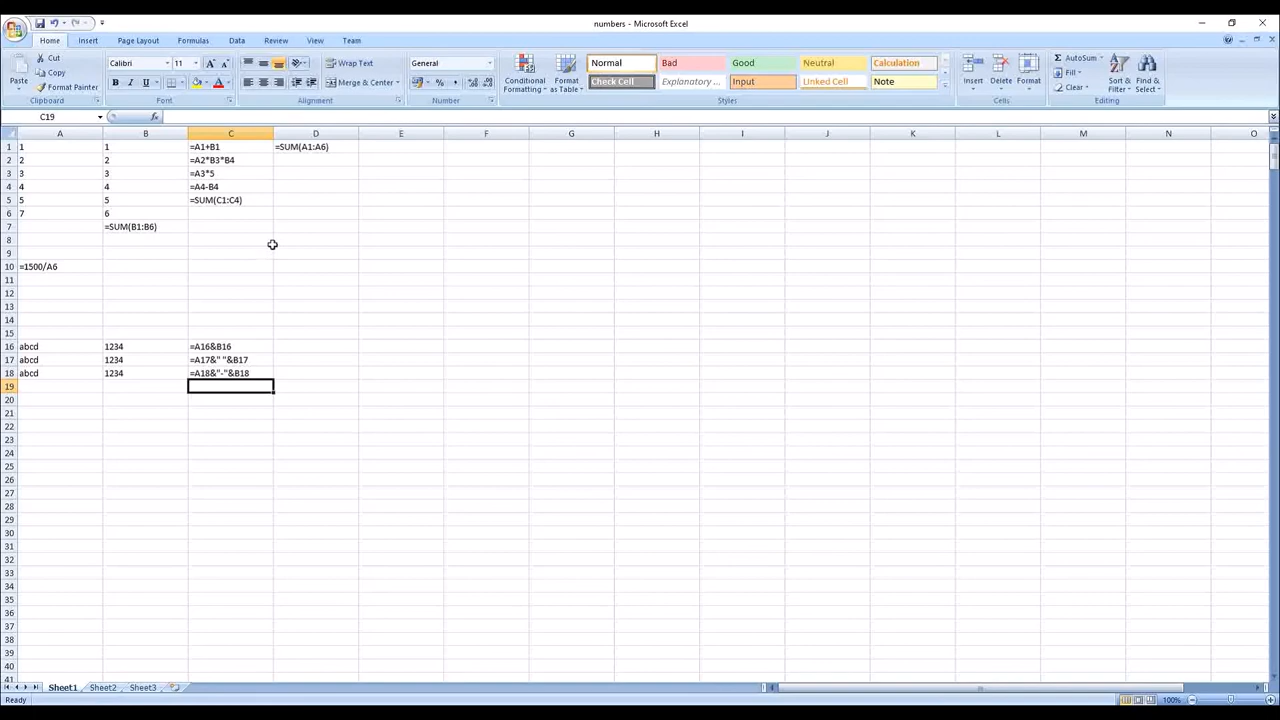 numbers - Microsoft Excel
Home Insert Page Layout Formulas Data Review View Team
Cut
Copy
Format Painter
Paste
Clipboard
Calibri 11
B I U
Font
Wrap Text
Merge & Center
Alignment
General
%
Number
Conditional Formatting
Format as Table
Normal Bad Good Neutral Calculation
Check Cell Explanatory ... Input Linked Cell Note
Styles
Insert Delete Format
Cells
AutoSum
Fill
Clear
Sort & Filter
Find & Select
Editing
C19 fx
A B C D E F G H I J K L M N O
1 1 1 =A1+B1 =SUM(A1:A6)
2 2 2 =A2*B3*B4
3 3 3 =A3*5
4 4 4 =A4-B4
5 5 5 =SUM(C1:C4)
6 7 6
7 =SUM(B1:B6)
8
9
10 =1500/A6
11
12
13
14
15
16 abcd 1234 =A16&B16
17 abcd 1234 =A17&" "&B17
18 abcd 1234 =A18&"-"&B18
19
20
21
22
23
24
25
26
27
28
29
30
31
32
33
34
35
36
37
38
39
40
41
Sheet1 Sheet2 Sheet3
Ready 100%